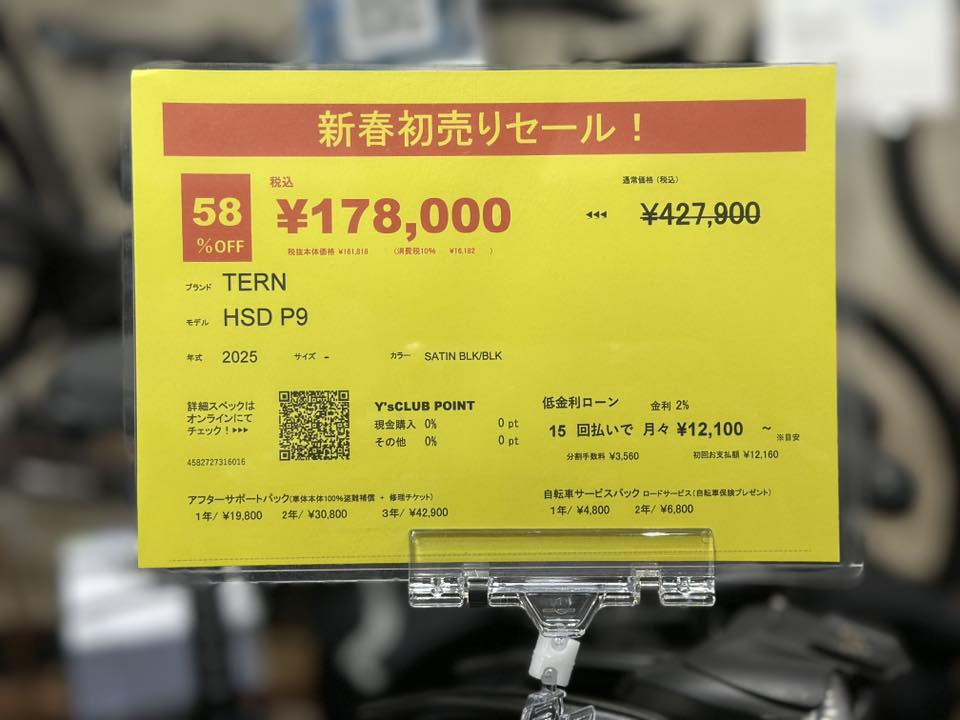 新春初売りセール！
58
%OFF
税込
¥178,000
税抜本体価格 ¥161,818 （消費税10% ¥16,182 ）
◀◀◀
通常価格（税込）
¥427,900
ブランド TERN
モデル HSD P9
年式 2025 サイズ - カラー SATIN BLK/BLK
詳細スペックは
オンラインにて
チェック！▶▶▶
4582727316016
Y'sCLUB POINT
現金購入 0% 0 pt
その他 0% 0 pt
低金利ローン 金利 2%
15 回払いで 月々 ¥12,100 ~ ※目安
分割手数料 ¥3,560 初回お支払額 ¥12,160
アフターサポートパック(車体本体100%盗難補償 + 修理チケット)
1年/ ¥19,800 2年/ ¥30,800 3年/ ¥42,900
自転車サービスパック ロードサービス(自転車保険プレゼント)
1年/ ¥4,800 2年/ ¥6,800